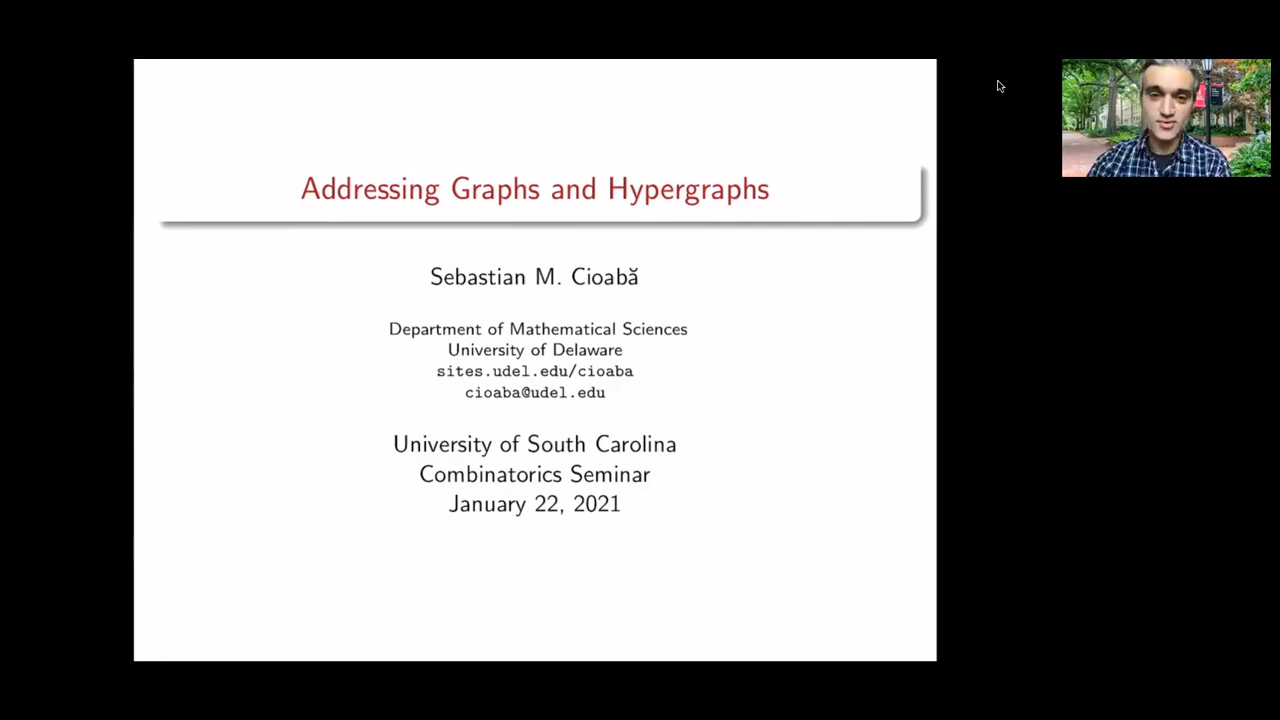 Addressing Graphs and Hypergraphs
Sebastian M. Cioabă
Department of Mathematical Sciences
University of Delaware
sites.udel.edu/cioaba
cioaba@udel.edu
University of South Carolina
Combinatorics Seminar
January 22, 2021